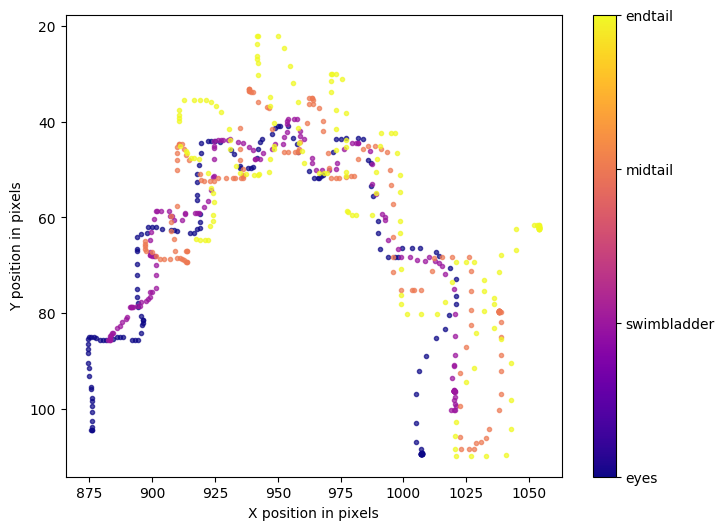 20
40
60
80
100
Y position in pixels
875
900
925
950
975
1000
1025
1050
X position in pixels
endtail
midtail
swimbladder
eyes